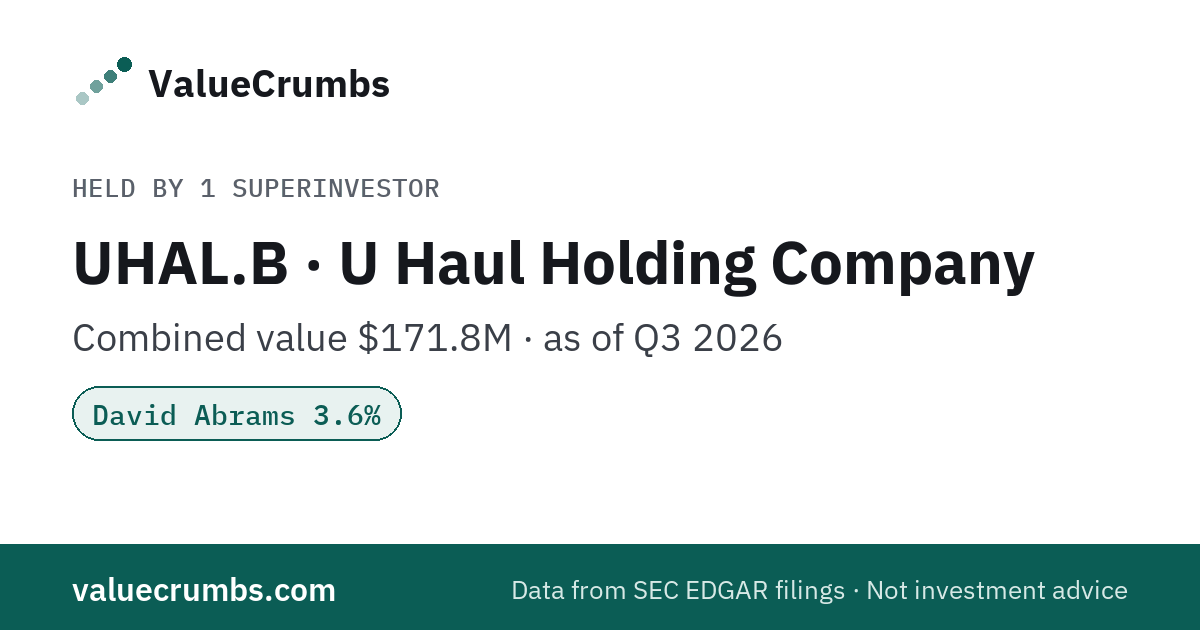 ValueCrumbs
HELD BY 1 SUPERINVESTOR
UHAL.B · U Haul Holding Company
Combined value $171.8M · as of Q3 2026
David Abrams 3.6%
valuecrumbs.com
Data from SEC EDGAR filings · Not investment advice